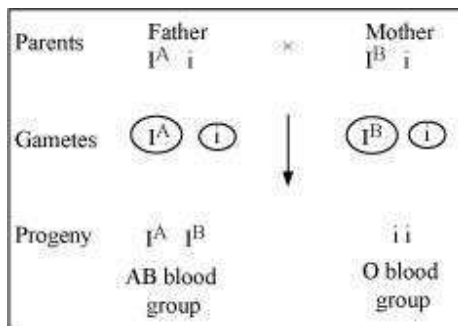 Father Mother
Parents I^A i × I^B i
Gametes I^A i I^B i
Progeny I^A I^B i i
AB blood group O blood group